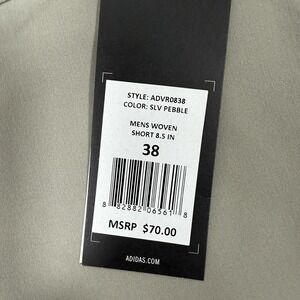 STYLE: ADVR0838
COLOR: SLV PEBBLE
MENS WOVEN
SHORT 8.5 IN
38
8 82882 06561 8
MSRP $70.00
ADIDAS.COM